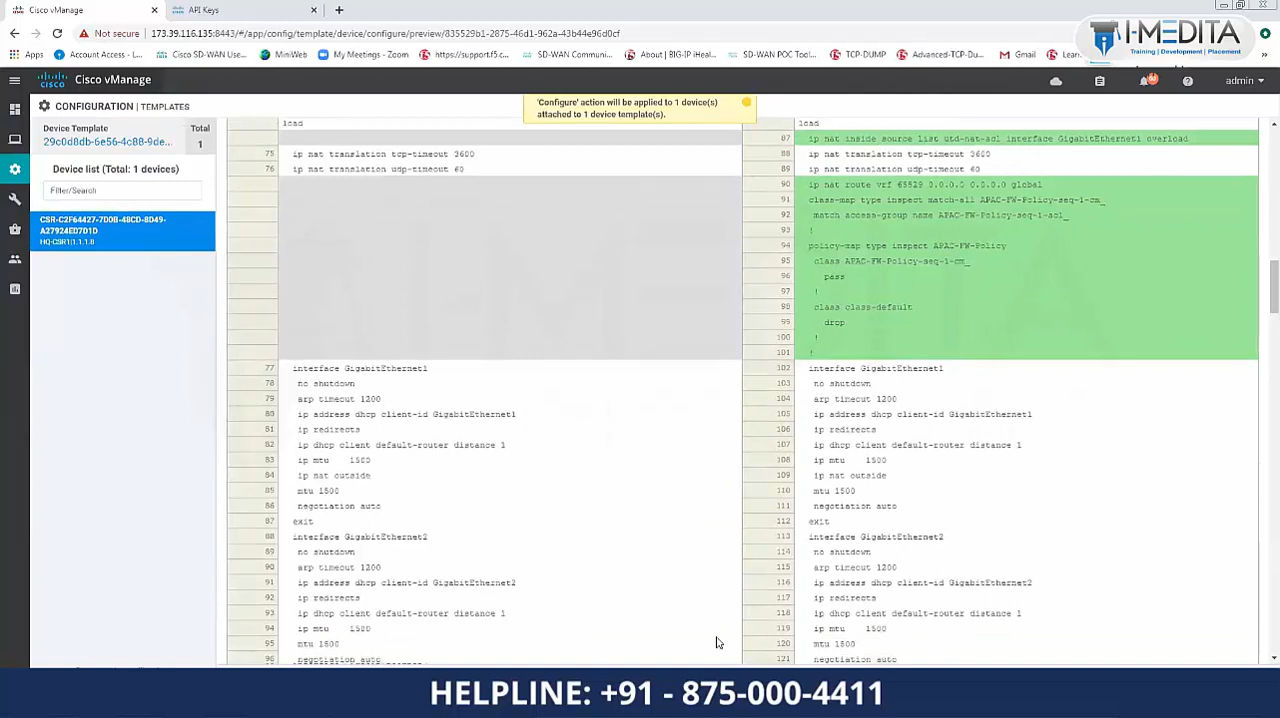 Cisco vManage
API Keys
Not secure
173.39.116.135:8443/#/app/config/template/device/configure/preview/835529b1-2875-46d1-962a-43b44e96d0cf
I-MEDITA
Training | Development | Placement
Apps
Account Access - L...
Cisco SD-WAN Use...
MiniWeb
My Meetings - Zoom
https://support.f5.c...
SD-WAN Communi...
About | BIG-IP iHeal...
SD-WAN POC Tool...
TCP-DUMP
Advanced-TCP-Du...
Gmail
Cisco vManage
admin
CONFIGURATION | TEMPLATES
'Configure' action will be applied to 1 device(s)
attached to 1 device template(s).
Device Template
29c0d8db-6e56-4c88-9de...
Total
1
Device list (Total: 1 devices)
Filter/Search
CSR-C2F64427-7D0B-48CD-8D49-
A27924ED7D1D
HQ-CSR1|1.1.1.8
load
75 ip nat translation tcp-timeout 3600
76 ip nat translation udp-timeout 60
77 interface GigabitEthernet1
78 no shutdown
79 arp timeout 1200
80 ip address dhcp client-id GigabitEthernet1
81 ip redirects
82 ip dhcp client default-router distance 1
83 ip mtu 1500
84 ip nat outside
85 mtu 1500
86 negotiation auto
87 exit
88 interface GigabitEthernet2
89 no shutdown
90 arp timeout 1200
91 ip address dhcp client-id GigabitEthernet2
92 ip redirects
93 ip dhcp client default-router distance 1
94 ip mtu 1500
95 mtu 1500
96 negotiation auto
load
87 ip nat inside source list utd-nat-acl interface GigabitEthernet1 overload
88 ip nat translation tcp-timeout 3600
89 ip nat translation udp-timeout 60
90 ip nat route vrf 65529 0.0.0.0 0.0.0.0 global
91 class-map type inspect match-all APAC-FW-Policy-seq-1-cm_
92 match access-group name APAC-FW-Policy-seq-1-acl_
93 !
94 policy-map type inspect APAC-FW-Policy
95 class APAC-FW-Policy-seq-1-cm_
96 pass
97 !
98 class class-default
99 drop
100 !
101 !
102 interface GigabitEthernet1
103 no shutdown
104 arp timeout 1200
105 ip address dhcp client-id GigabitEthernet1
106 ip redirects
107 ip dhcp client default-router distance 1
108 ip mtu 1500
109 ip nat outside
110 mtu 1500
111 negotiation auto
112 exit
113 interface GigabitEthernet2
114 no shutdown
115 arp timeout 1200
116 ip address dhcp client-id GigabitEthernet2
117 ip redirects
118 ip dhcp client default-router distance 1
119 ip mtu 1500
120 mtu 1500
121 negotiation auto
HELPLINE: +91 - 875-000-4411